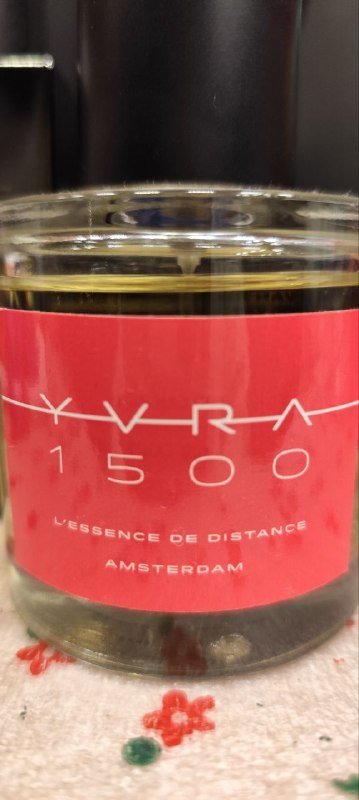 YVRA
1500
L'ESSENCE DE DISTANCE
AMSTERDAM